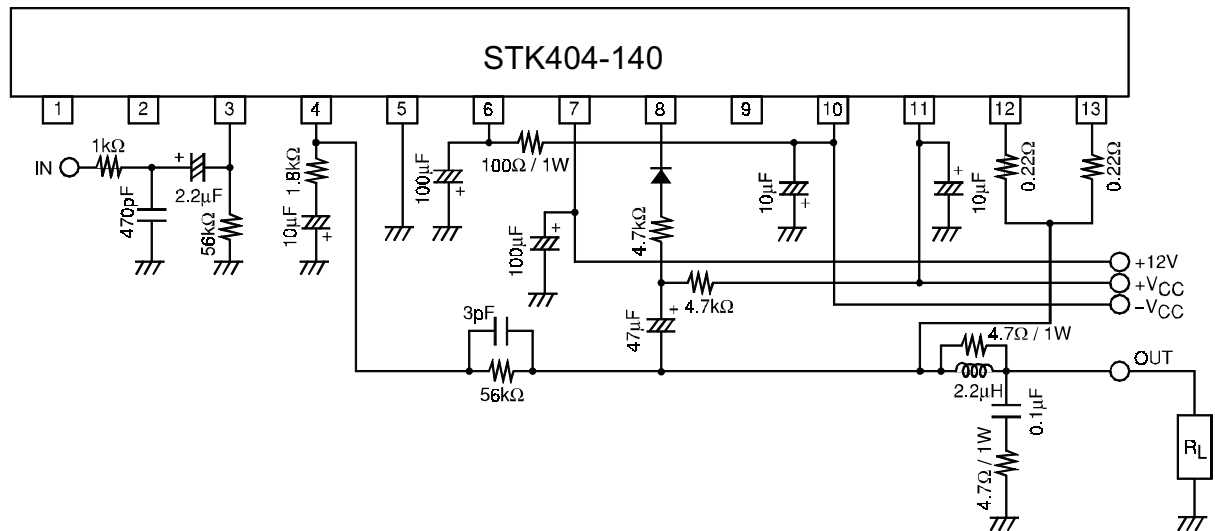 STK404-140
1 2 3 4 5 6 7 8 9 10 11 12 13
IN
1kΩ
470pF
+
2.2μF
56kΩ
1.8kΩ
10μF
+
100μF
+
100Ω / 1W
100μF
+
4.7kΩ
10μF
+
+
10μF
0.22Ω
0.22Ω
+12V
+VCC
−VCC
4.7kΩ
47μF
+
3pF
56kΩ
4.7Ω / 1W
2.2μH
OUT
0.1μF
4.7Ω / 1W
RL